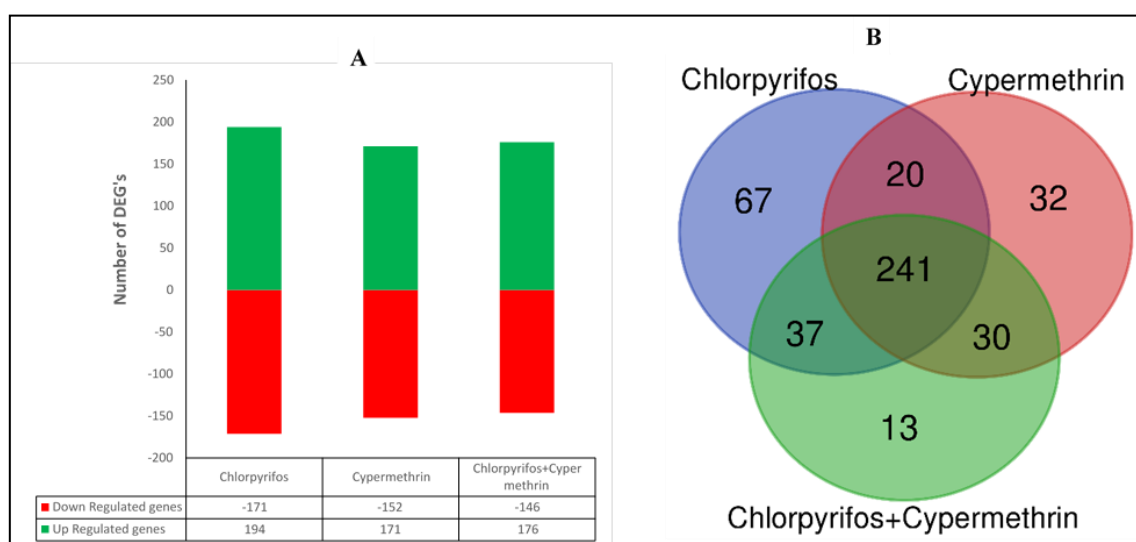 A
Number of DEG's
250
200
150
100
50
0
-50
-100
-150
-200
Chlorpyrifos Cypermethrin Chlorpyrifos+Cyper
methrin
Down Regulated genes -171 -152 -146
Up Regulated genes 194 171 176
B
Chlorpyrifos Cypermethrin
67 20 32
241
37 30
13
Chlorpyrifos+Cypermethrin